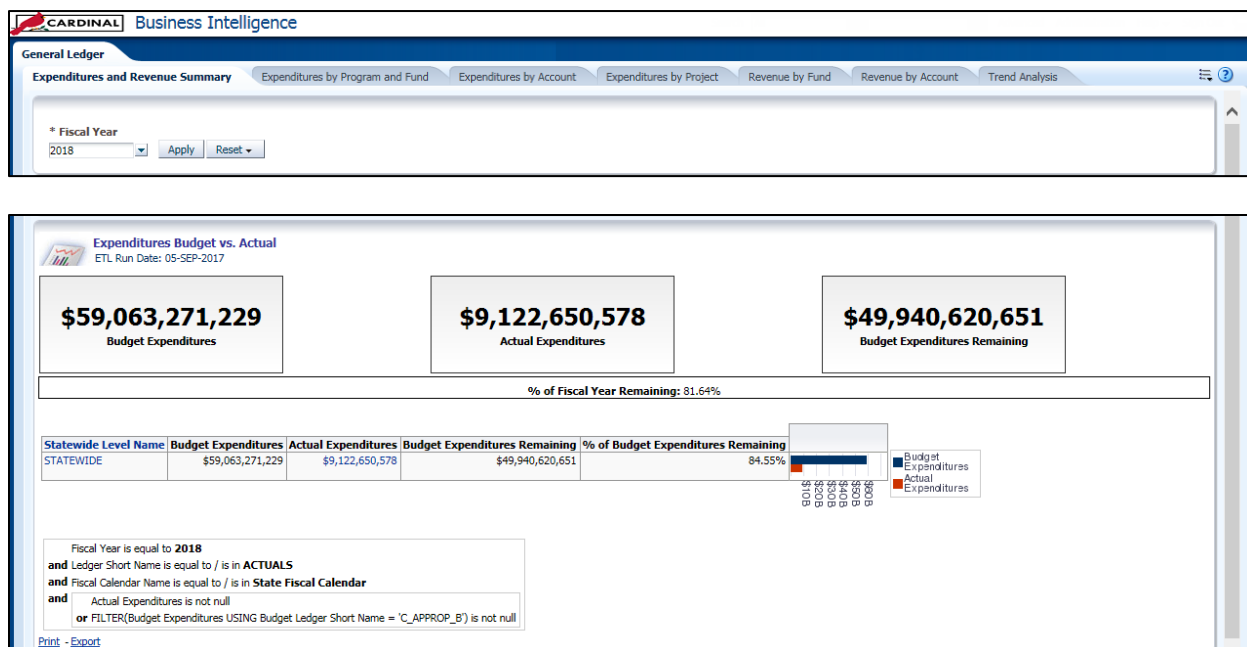 CARDINAL Business Intelligence
General Ledger
Expenditures and Revenue Summary Expenditures by Program and Fund Expenditures by Account Expenditures by Project Revenue by Fund Revenue by Account Trend Analysis
* Fiscal Year
2018 Apply Reset
Expenditures Budget vs. Actual
ETL Run Date: 05-SEP-2017
$59,063,271,229 $9,122,650,578 $49,940,620,651
Budget Expenditures Actual Expenditures Budget Expenditures Remaining
% of Fiscal Year Remaining: 81.64%
Statewide Level Name Budget Expenditures Actual Expenditures Budget Expenditures Remaining % of Budget Expenditures Remaining
STATEWIDE $59,063,271,229 $9,122,650,578 $49,940,620,651 84.55%
Budget
Expenditures
Actual
Expenditures
$10B
$20B
$30B
$40B
$50B
$60B
Fiscal Year is equal to 2018
and Ledger Short Name is equal to / is in ACTUALS
and Fiscal Calendar Name is equal to / is in State Fiscal Calendar
and Actual Expenditures is not null
or FILTER(Budget Expenditures USING Budget Ledger Short Name = 'C_APPROP_B') is not null
Print - Export